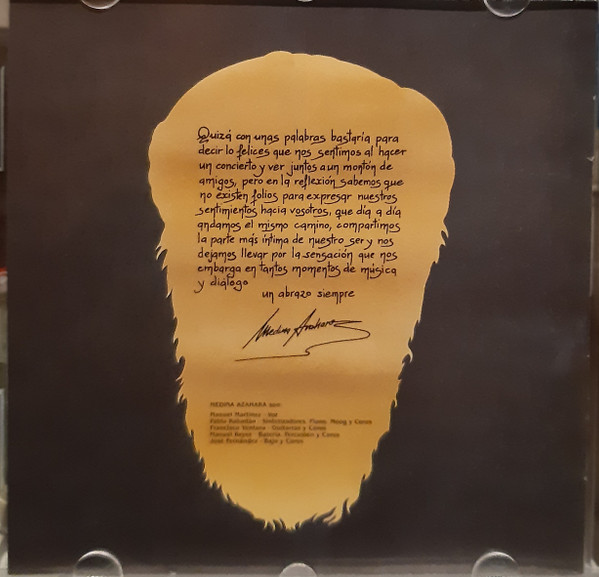 Quizá con unas palabras bastaría para
decir lo felices que nos sentimos al hacer
un concierto y ver juntos a un montón de
amigos, pero en la reflexión sabemos que
no existen folios para expresar nuestros
sentimientos hacia vosotros, que día a día
andamos el mismo camino, compartimos
la parte más íntima de nuestro ser y nos
dejamos llevar por la sensación que nos
embarga en tantos momentos de música
y diálogo
un abrazo siempre
Medina Azahara
MEDINA AZAHARA son:
Manuel Martínez - Voz
Pablo Rabadán - Sintetizadores, Piano, Moog y Coros
Francisco Ventura - Guitarras y Coros
Manuel Reyes - Batería, Percusión y Coros
José Fernández - Bajo y Coros